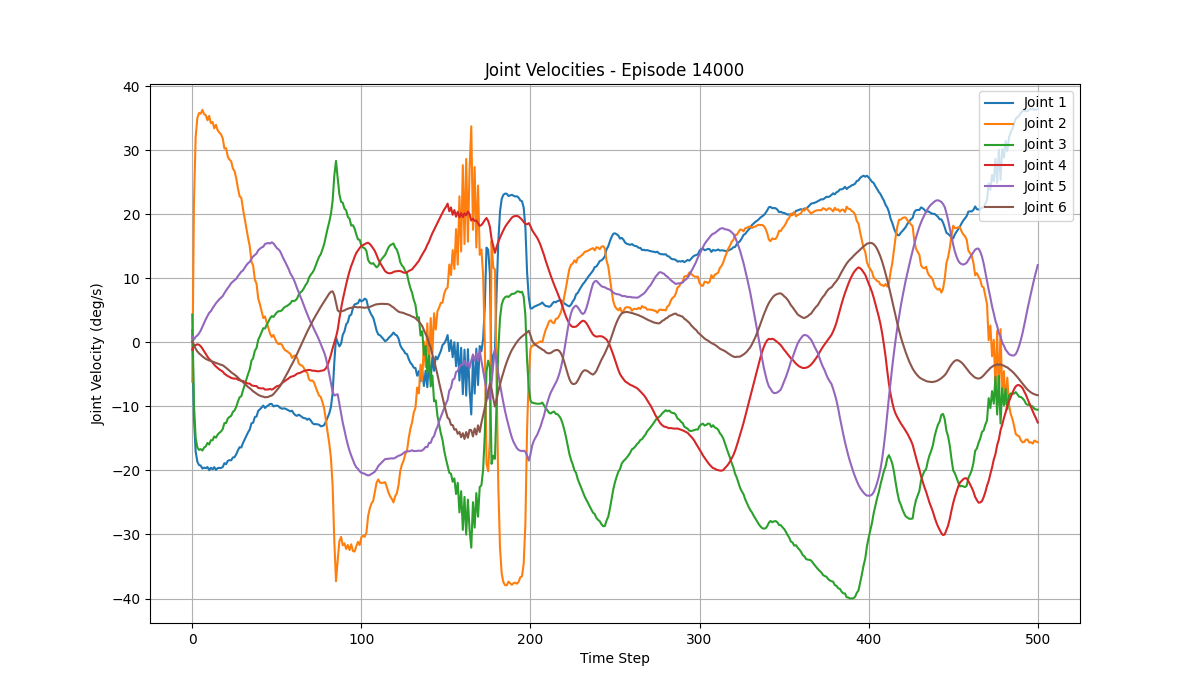 Joint Velocities - Episode 14000
Joint Velocity (deg/s)
40
30
20
10
0
−10
−20
−30
−40
Joint 1
Joint 2
Joint 3
Joint 4
Joint 5
Joint 6
0
100
200
300
400
500
Time Step